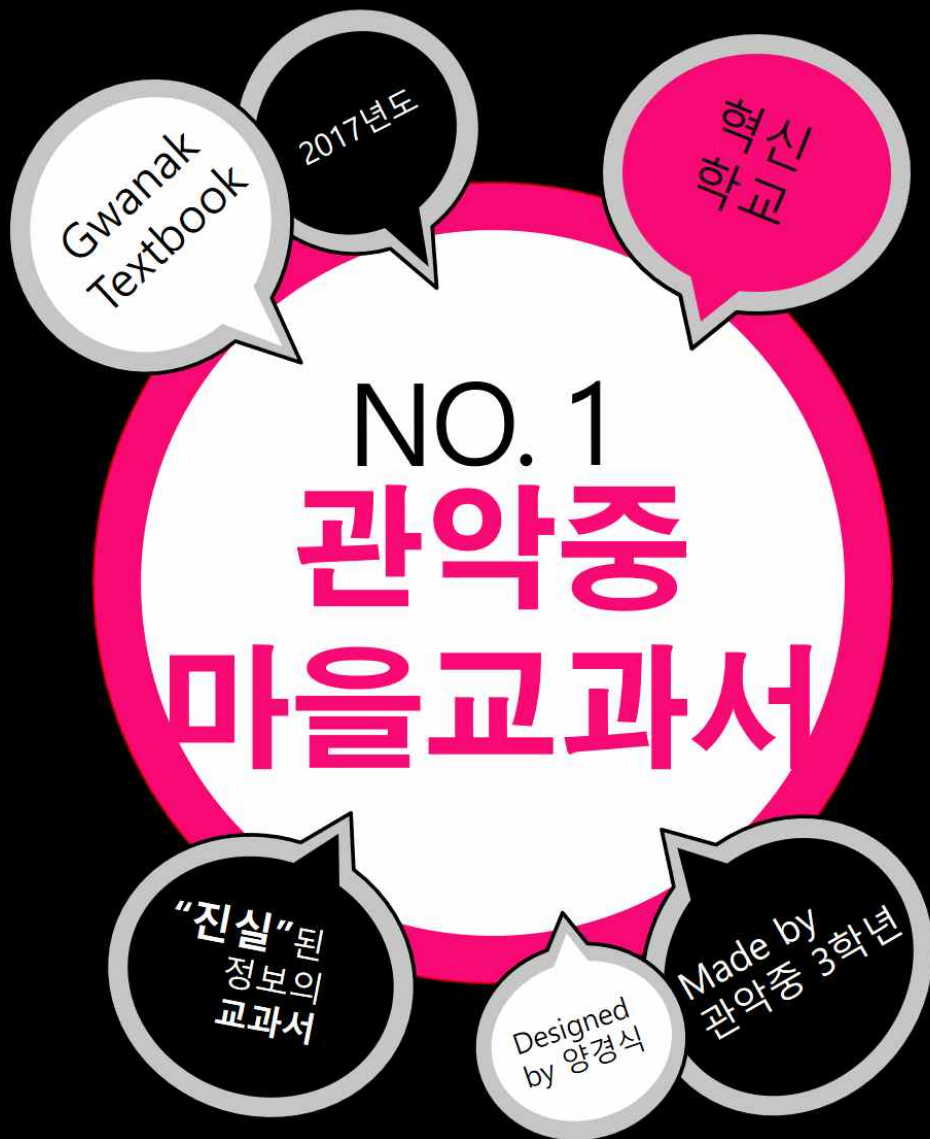 2017년도
Gwanak
Textbook
혁신
학교
NO. 1
관악중
마을교과서
“진실”된
정보의
교과서
Designed
by 양경식
Made by
관악중 3학년